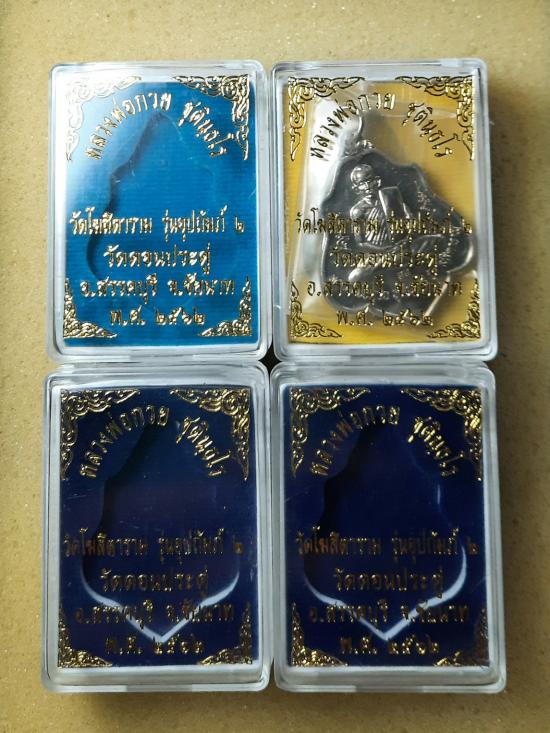 หลวงพ่อกวย ชุตินฺธโร
วัดโฆสิตาราม รุ่นอุปถัมภ์ ๒
วัดดอนประดู่
อ.สรรคบุรี จ.ชัยนาท
พ.ศ. ๒๕๖๒
หลวงพ่อกวย ชุตินฺธโร
วัดโฆสิตาราม รุ่นอุปถัมภ์ ๒
วัดดอนประดู่
อ.สรรคบุรี จ.ชัยนาท
พ.ศ. ๒๕๖๒
หลวงพ่อกวย ชุตินฺธโร
วัดโฆสิตาราม รุ่นอุปถัมภ์ ๒
วัดดอนประดู่
อ.สรรคบุรี จ.ชัยนาท
พ.ศ. ๒๕๖๒
หลวงพ่อกวย ชุตินฺธโร
วัดโฆสิตาราม รุ่นอุปถัมภ์ ๒
วัดดอนประดู่
อ.สรรคบุรี จ.ชัยนาท
พ.ศ. ๒๕๖๒